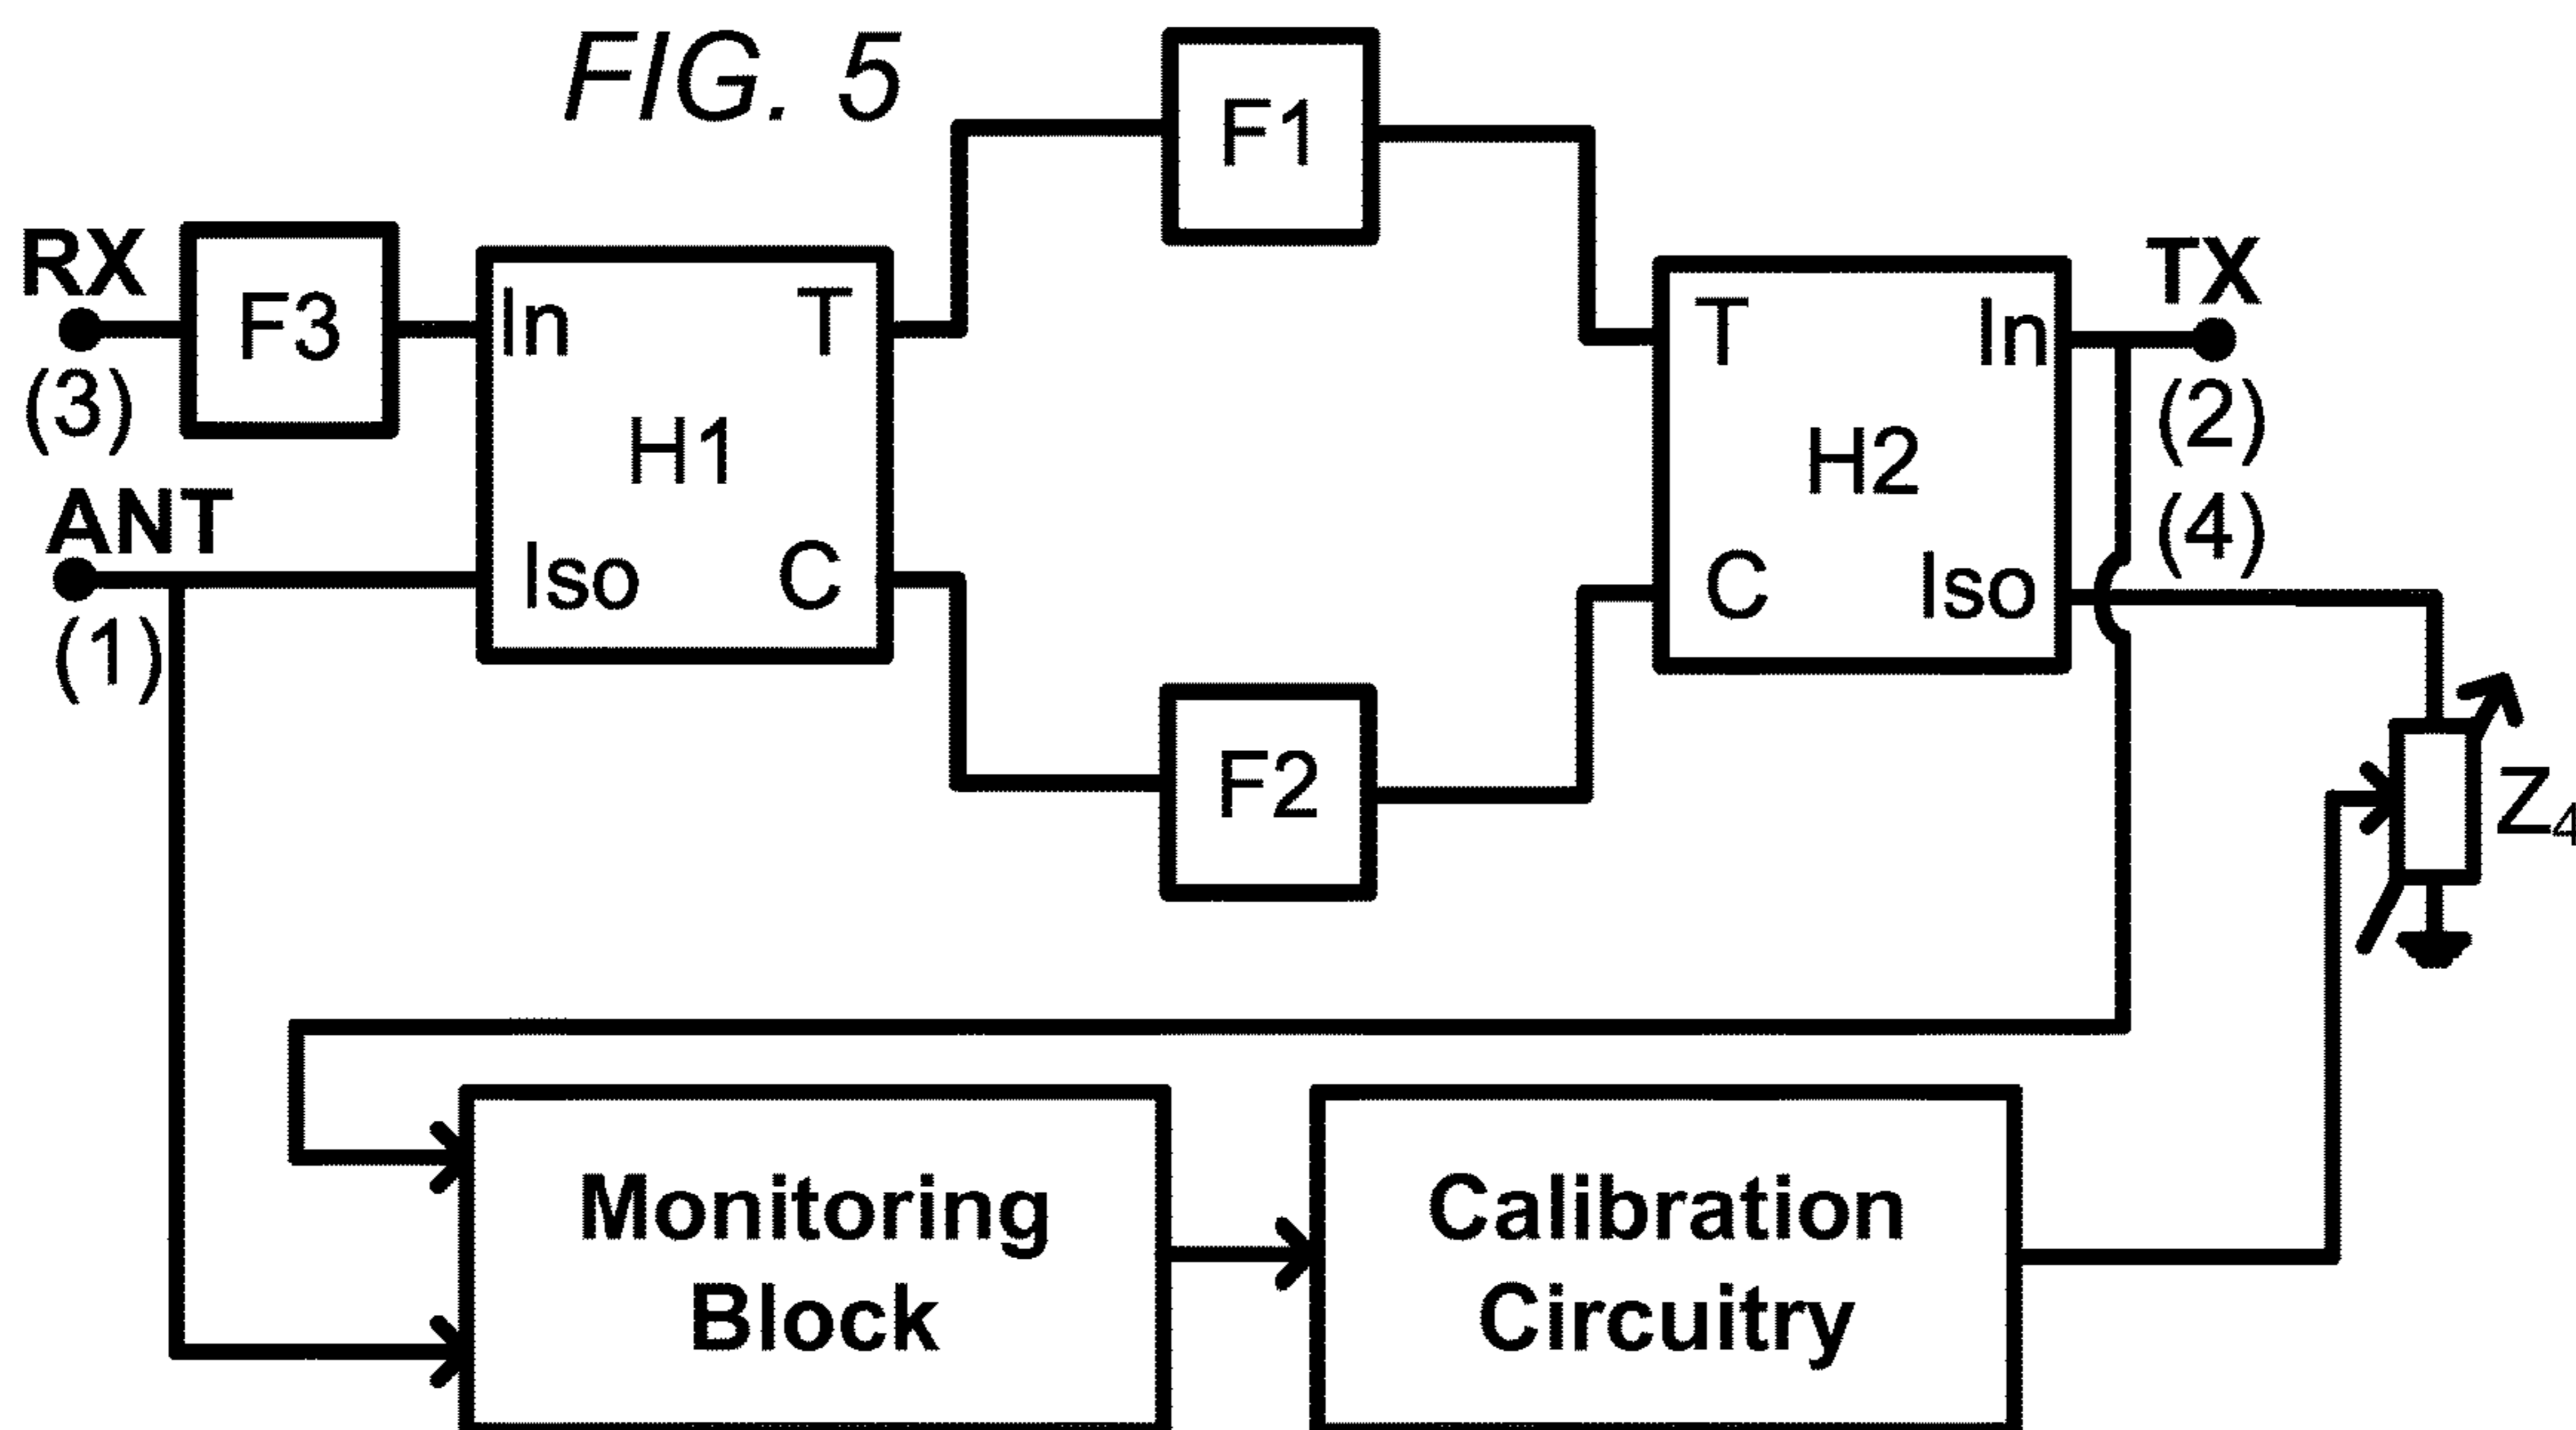 FIG. 5
F1
RX
F3
In
T
H1
(3)
ANT
Iso
C
(1)
T
In
TX
H2
(2)
(4)
C
Iso
F2
Z4
Monitoring
Block
Calibration
Circuitry